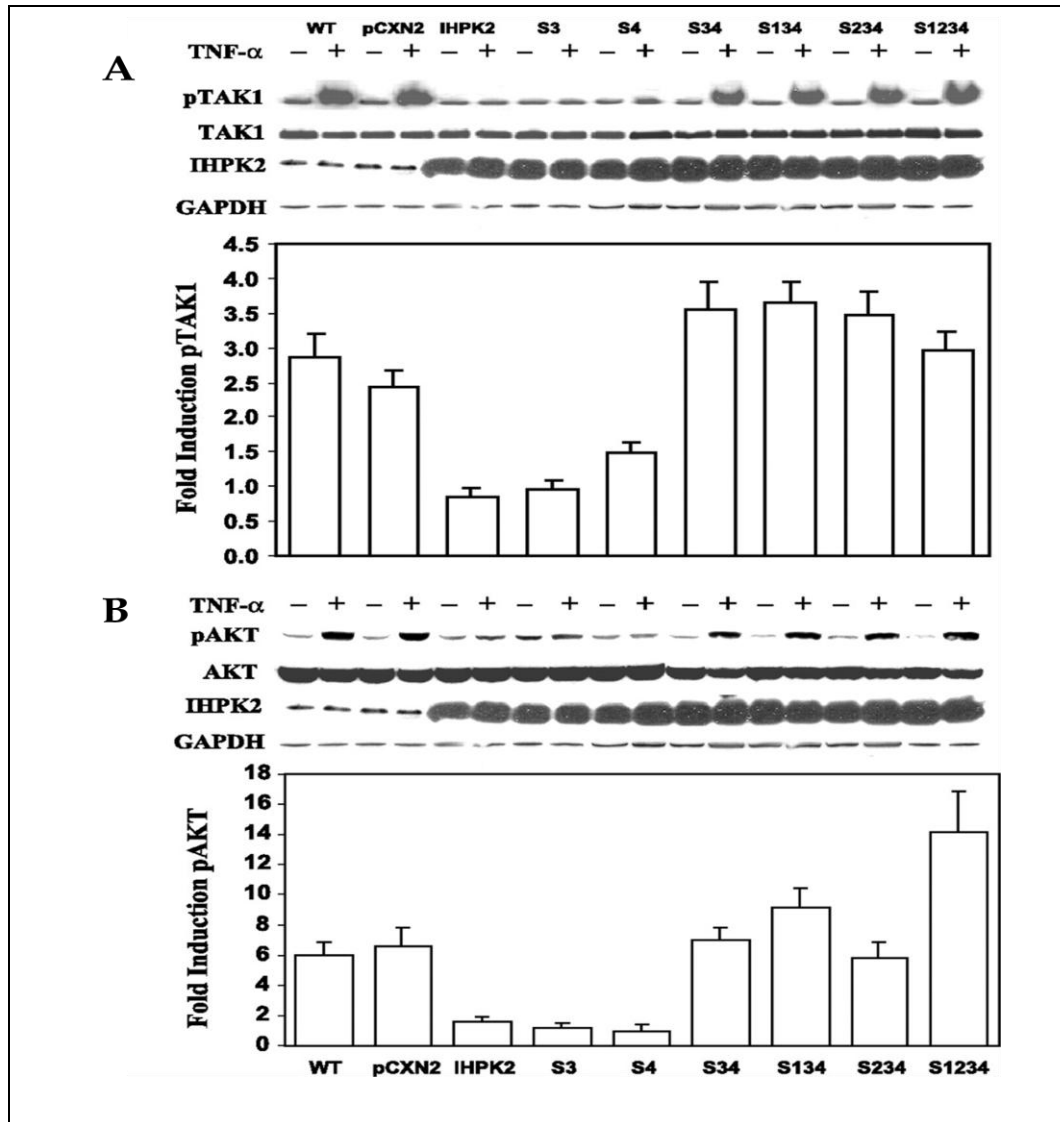 WT pCXN2 IHPK2 S3 S4 S34 S134 S234 S1234
A
TNF-α − + − + − + − + − + − + − + − + − +
pTAK1
TAK1
IHPK2
GAPDH
Fold Induction pTAK1
4.5
4.0
3.5
3.0
2.5
2.0
1.5
1.0
0.5
0.0
B
TNF-α − + − + − + − + − + − + − + − + − +
pAKT
AKT
IHPK2
GAPDH
Fold Induction pAKT
18
16
14
12
10
8
6
4
2
0
WT pCXN2 IHPK2 S3 S4 S34 S134 S234 S1234